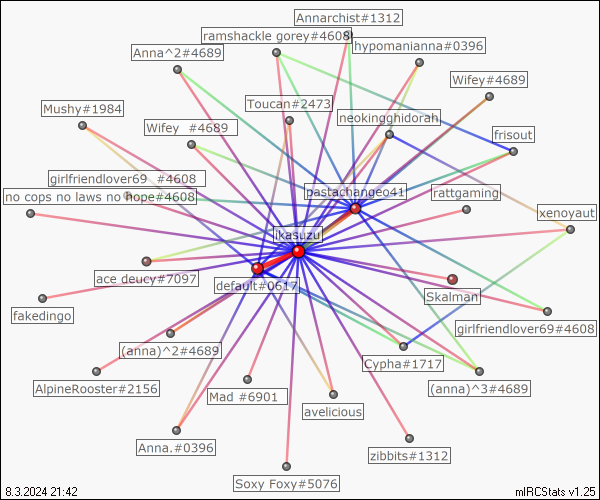 Annarchist#1312
ramshackle gorey#4608
hypomanianna#0396
Anna^2#4689
Wifey#4689
Toucan#2473
Mushy#1984
neokingghidorah
Wifey_#4689
frisout
girlfriendlover69_#4608
pastachangeo41
rattgaming
no cops no laws no hope#4608
xenoyaut
ikasuzu
ace deucy#7097
default#0617
Skalman
fakedingo
girlfriendlover69#4608
(anna)^2#4689
Cypha#1717
AlpineRooster#2156
(anna)^3#4689
Mad #6901
avelicious
Anna.#0396
zibbits#1312
Soxy Foxy#5076
8.3.2024 21:42
mIRCStats v1.25